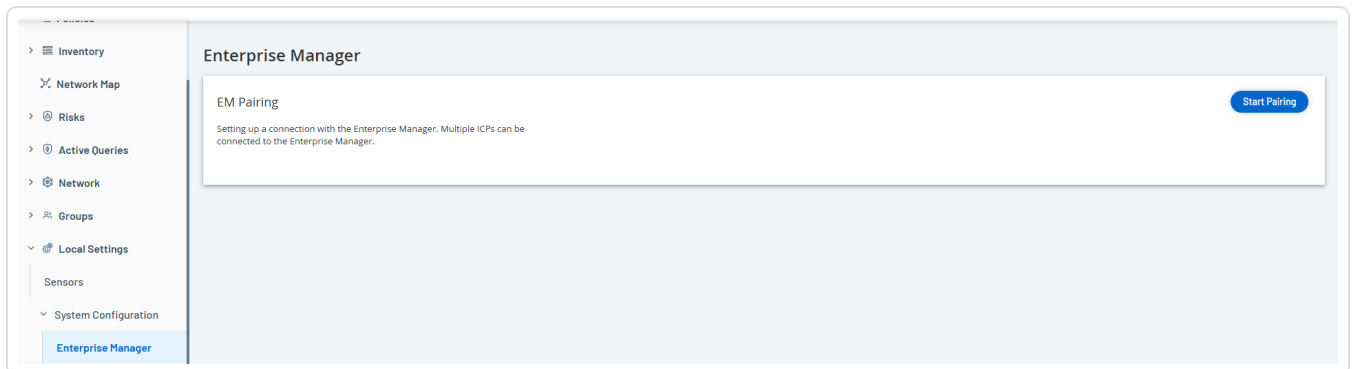 Policies
Inventory
Network Map
Risks
Active Queries
Network
Groups
Local Settings
Sensors
System Configuration
Enterprise Manager
Enterprise Manager
EM Pairing
Start Pairing
Setting up a connection with the Enterprise Manager. Multiple ICPs can be
connected to the Enterprise Manager.